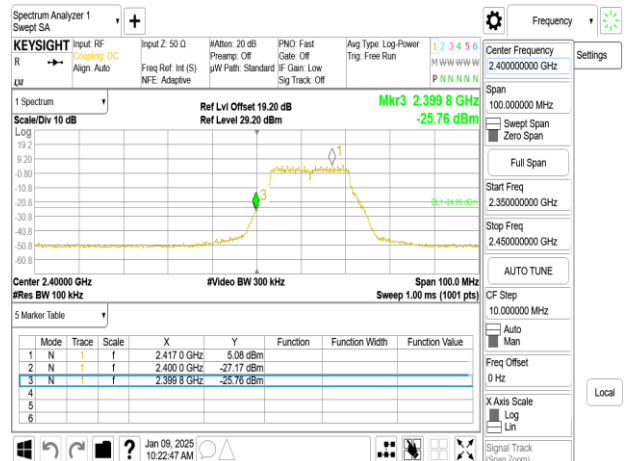 Spectrum Analyzer 1
Swept SA
Frequency
KEYSIGHT
Input: RF
Coupling: DC
Align: Auto
Input Z: 50 Ω
Freq Ref: Int (S)
NFE: Adaptive
#Atten: 20 dB
Preamp: Off
µW Path: Standard
PNO: Fast
Gate: Off
IF Gain: Low
Sig Track: Off
Avg Type: Log-Power
Trig: Free Run
1 2 3 4 5 6
M W W W W W
P N N N N N
R
LXI
Settings
Center Frequency
2.400000000 GHz
Span
100.000000 MHz
Swept Span
Zero Span
Full Span
Start Freq
2.350000000 GHz
Stop Freq
2.450000000 GHz
AUTO TUNE
CF Step
10.000000 MHz
Auto
Man
Freq Offset
0 Hz
X Axis Scale
Log
Lin
Signal Track
(Span Zoom)
Local
1 Spectrum
Scale/Div 10 dB
Ref Lvl Offset 19.20 dB
Ref Level 29.20 dBm
Mkr3 2.399 8 GHz
-25.76 dBm
Log
19.2
9.20
-0.80
-10.8
-20.8
-30.8
-40.8
-50.8
-60.8
1
3
DL1 -24.92 dBm
Center 2.40000 GHz
#Res BW 100 kHz
#Video BW 300 kHz
Span 100.0 MHz
Sweep 1.00 ms (1001 pts)
5 Marker Table
Mode Trace Scale X Y Function Function Width Function Value
1 N 1 f 2.417 0 GHz 5.08 dBm
2 N 1 f 2.400 0 GHz -27.17 dBm
3 N 1 f 2.399 8 GHz -25.76 dBm
4
5
6
?
Jan 09, 2025
10:22:47 AM